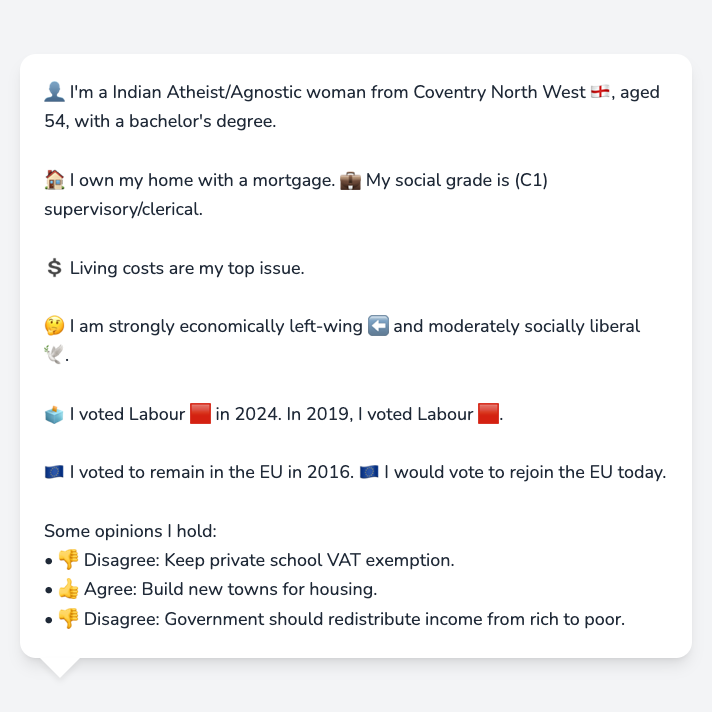 👤 I'm a Indian Atheist/Agnostic woman from Coventry North West 🏴󠁧󠁢󠁥󠁮󠁧󠁿, aged
54, with a bachelor's degree.
🏠 I own my home with a mortgage. 💼 My social grade is (C1)
supervisory/clerical.
💲 Living costs are my top issue.
🤔 I am strongly economically left-wing ⬅️ and moderately socially liberal
🕊️.
🗳️ I voted Labour 🟥 in 2024. In 2019, I voted Labour 🟥.
🇪🇺 I voted to remain in the EU in 2016. 🇪🇺 I would vote to rejoin the EU today.
Some opinions I hold:
• 👎 Disagree: Keep private school VAT exemption.
• 👍 Agree: Build new towns for housing.
• 👎 Disagree: Government should redistribute income from rich to poor.